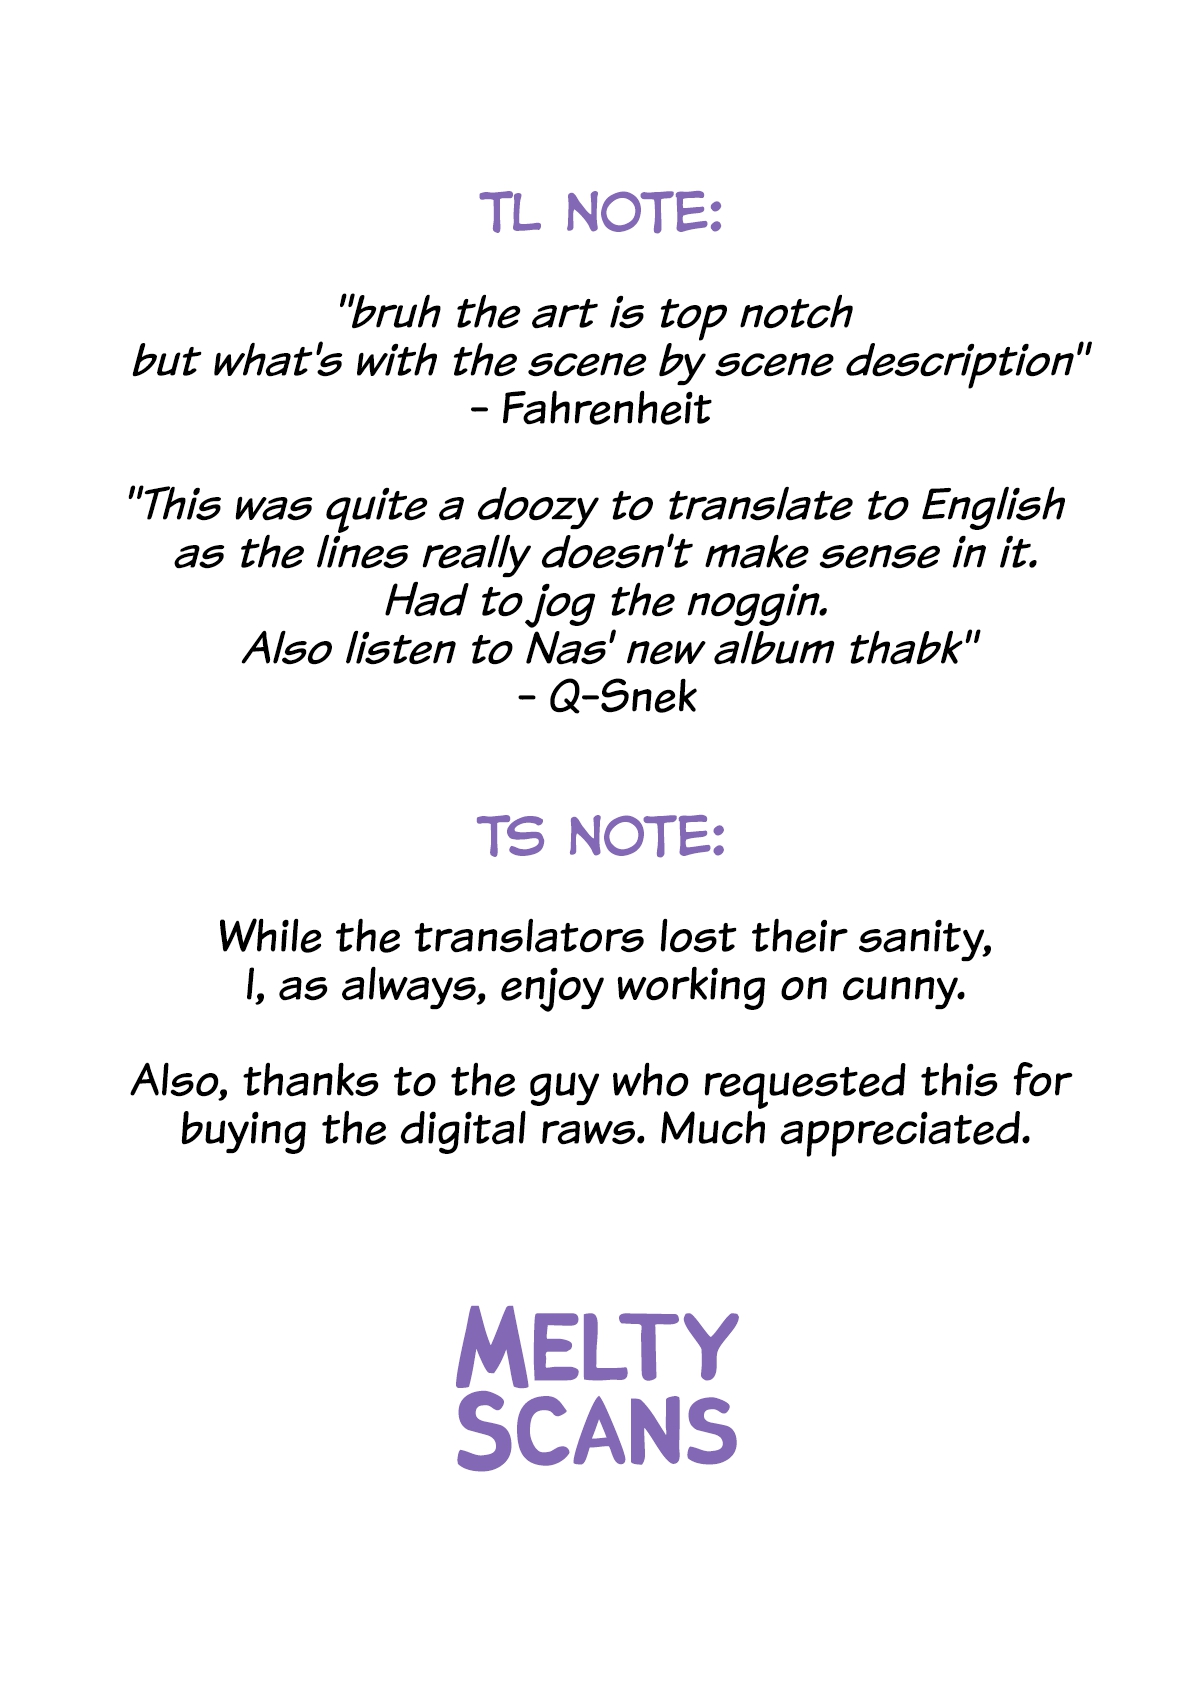 TL NOTE:
"bruh the art is top notch
but what's with the scene by scene description"
- Fahrenheit
"This was quite a doozy to translate to English
as the lines really doesn't make sense in it.
Had to jog the noggin.
Also listen to Nas' new album thabk"
- Q-Snek
TS NOTE:
While the translators lost their sanity,
I, as always, enjoy working on cunny.
Also, thanks to the guy who requested this for
buying the digital raws. Much appreciated.
MELTY
SCANS